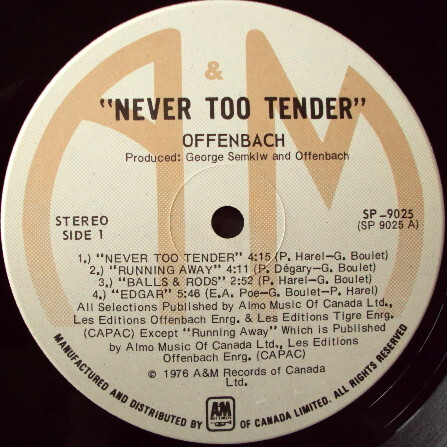 A & M
"NEVER TOO TENDER"
OFFENBACH
Produced: George Semkiw and Offenbach
STEREO
SIDE 1
SP-9025
(SP 9025 A)
1.) "NEVER TOO TENDER" 4:15 (P. Harel-G. Boulet)
2.) "RUNNING AWAY" 4:11 (P. Dégary-G. Boulet)
3.) "BALLS & RODS" 2:52 (P. Harel-G. Boulet)
4.) "EDGAR" 5:46 (E.A. Poe-G. Boulet-P. Harel)
All Selections Published by Almo Music Of Canada Ltd.,
Les Editions Offenbach Enrg. & Les Editions Tigre Enrg.
(CAPAC) Except "Running Away" Which is Published
by Almo Music Of Canada Ltd., Les Editions
Offenbach Enrg. (CAPAC)
© 1976 A&M Records of Canada
Ltd.
MANUFACTURED AND DISTRIBUTED BY A&M RECORDS OF CANADA LIMITED. ALL RIGHTS RESERVED